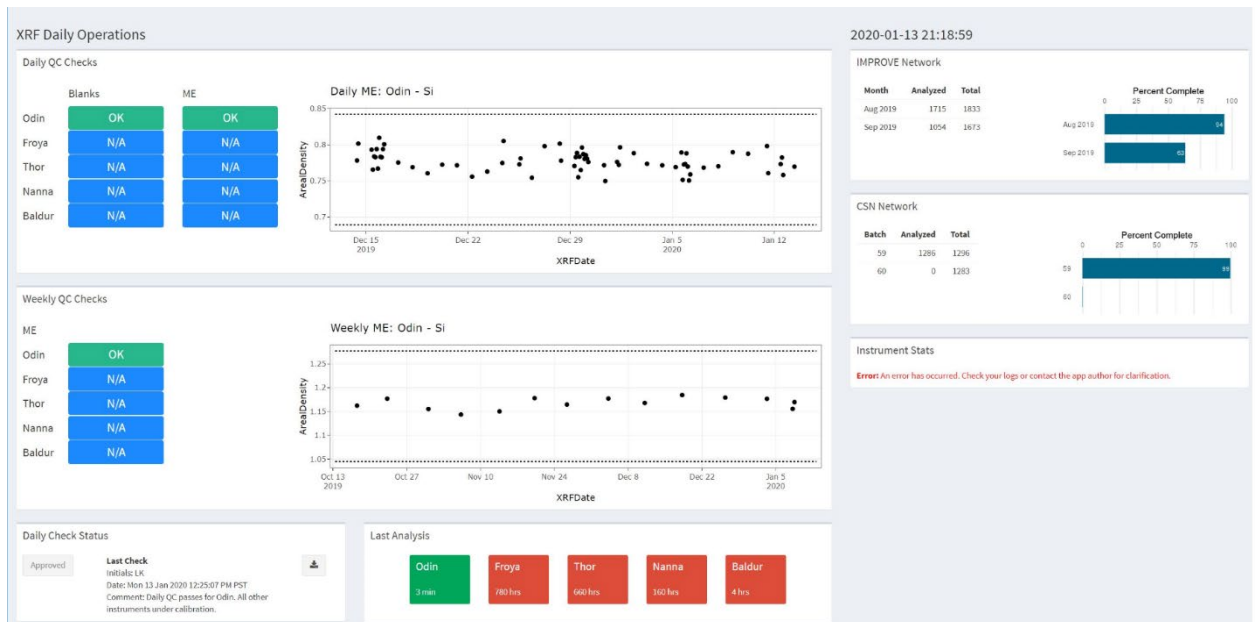 XRF Daily Operations
2020-01-13 21:18:59
Daily QC Checks
Blanks ME
Odin OK OK
Froya N/A N/A
Thor N/A N/A
Nanna N/A N/A
Baldur N/A N/A
Daily ME: Odin - Si
ArealDensity
0.85
0.8
0.75
0.7
Dec 15 Dec 22 Dec 29 Jan 5 Jan 12
2019 2020
XRFDate
Weekly QC Checks
ME
Odin OK
Froya N/A
Thor N/A
Nanna N/A
Baldur N/A
Weekly ME: Odin - Si
ArealDensity
1.25
1.2
1.15
1.1
1.05
Oct 13 Oct 27 Nov 10 Nov 24 Dec 8 Dec 22 Jan 5
2019 2020
XRFDate
Daily Check Status
Approved
Last Check
Initials: LK
Date: Mon 13 Jan 2020 12:25:07 PM PST
Comment: Daily QC passes for Odin. All other
instruments under calibration.
Last Analysis
Odin Froya Thor Nanna Baldur
3 min 780 hrs 660 hrs 160 hrs 4 hrs
IMPROVE Network
Month Analyzed Total
Aug 2019 1715 1833
Sep 2019 1054 1673
Percent Complete
0 25 50 75 100
Aug 2019 94
Sep 2019 63
CSN Network
Batch Analyzed Total
59 1286 1296
60 0 1283
Percent Complete
0 25 50 75 100
59 99
60
Instrument Stats
Error: An error has occurred. Check your logs or contact the app author for clarification.